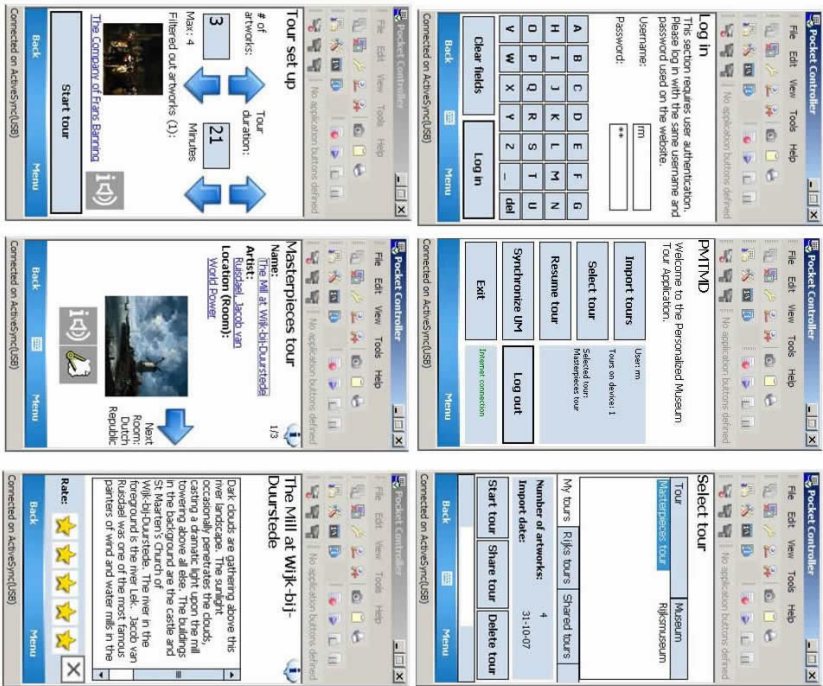 Pocket Controller
File Edit View Tools Help
No application buttons defined
Log in
This section requires user authentication.
Please log in with the same username and
password used on the website.
Username: rm
Password: **
A B C D E F G
H I J K L M N
O P Q R S T U
V W X Y Z _ del
Clear fields Log in
Back Menu
Connected on ActiveSync(USB)
Pocket Controller
File Edit View Tools Help
No application buttons defined
PMTMD
Welcome to the Personalized Museum
Tour Application.
Import tours
Select tour
Resume tour
Synchronize UM
Exit
User: rm
Tours on device: 1
Selected tour:
Masterpieces tour
Log out
Internet connection
Back Menu
Connected on ActiveSync(USB)
Pocket Controller
File Edit View Tools Help
No application buttons defined
Select tour
Tour Museum
Masterpieces tour Rijksmuseum
My tours Rijks tours Shared tours
Number of artworks: 4
Import date: 31-10-07
Start tour Share tour Delete tour
Back Menu
Connected on ActiveSync(USB)
Pocket Controller
File Edit View Tools Help
No application buttons defined
Tour set up
# of
artworks:
3
Max: 4
Tour
duration:
21
Minutes
Filtered out artworks (1):
The Company of Frans Banning
Start tour
Back Menu
Connected on ActiveSync(USB)
Pocket Controller
File Edit View Tools Help
No application buttons defined
Masterpieces tour 1/3
Name:
The Mill at Wijk-bij-Duurstede
Artist:
Ruisdael, Jacob van
Location (Room):
World Power
Next
Room:
Dutch
Republic
Back Menu
Connected on ActiveSync(USB)
Pocket Controller
File Edit View Tools Help
No application buttons defined
The Mill at Wijk-bij-
Duurstede
Dark clouds are gathering above this
river landscape. The sunlight
occasionally penetrates the clouds,
casting a dramatic light upon the mill
towering above all else. The buildings
in the background are the castle and
St Maarten's Church of
Wijk-bij-Duurstede. The river in the
foreground is the river Lek. Jacob van
Ruisdael was one of the most famous
painters of wind and water mills in the
Rate:
Back Menu
Connected on ActiveSync(USB)